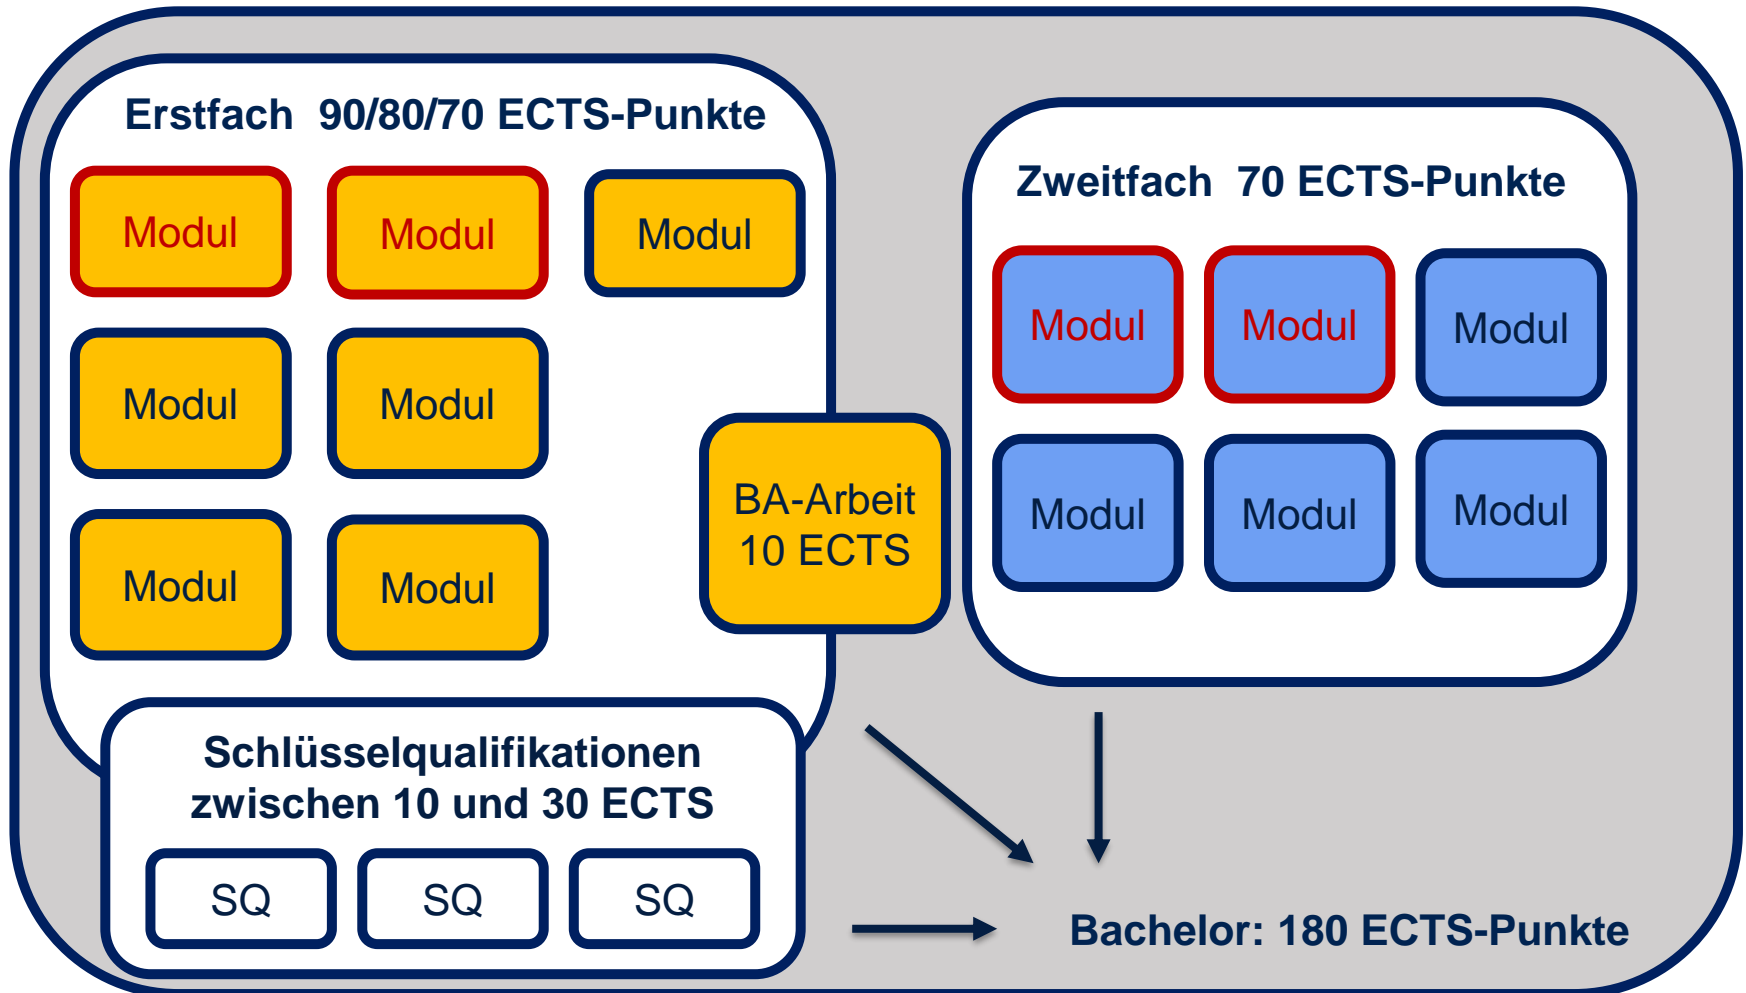 Erstfach 90/80/70 ECTS-Punkte
Modul
Modul
Modul
Modul
Modul
Modul
Modul
BA-Arbeit
10 ECTS
Schlüsselqualifikationen
zwischen 10 und 30 ECTS
SQ
SQ
SQ
Zweitfach 70 ECTS-Punkte
Modul
Modul
Modul
Modul
Modul
Modul
Bachelor: 180 ECTS-Punkte